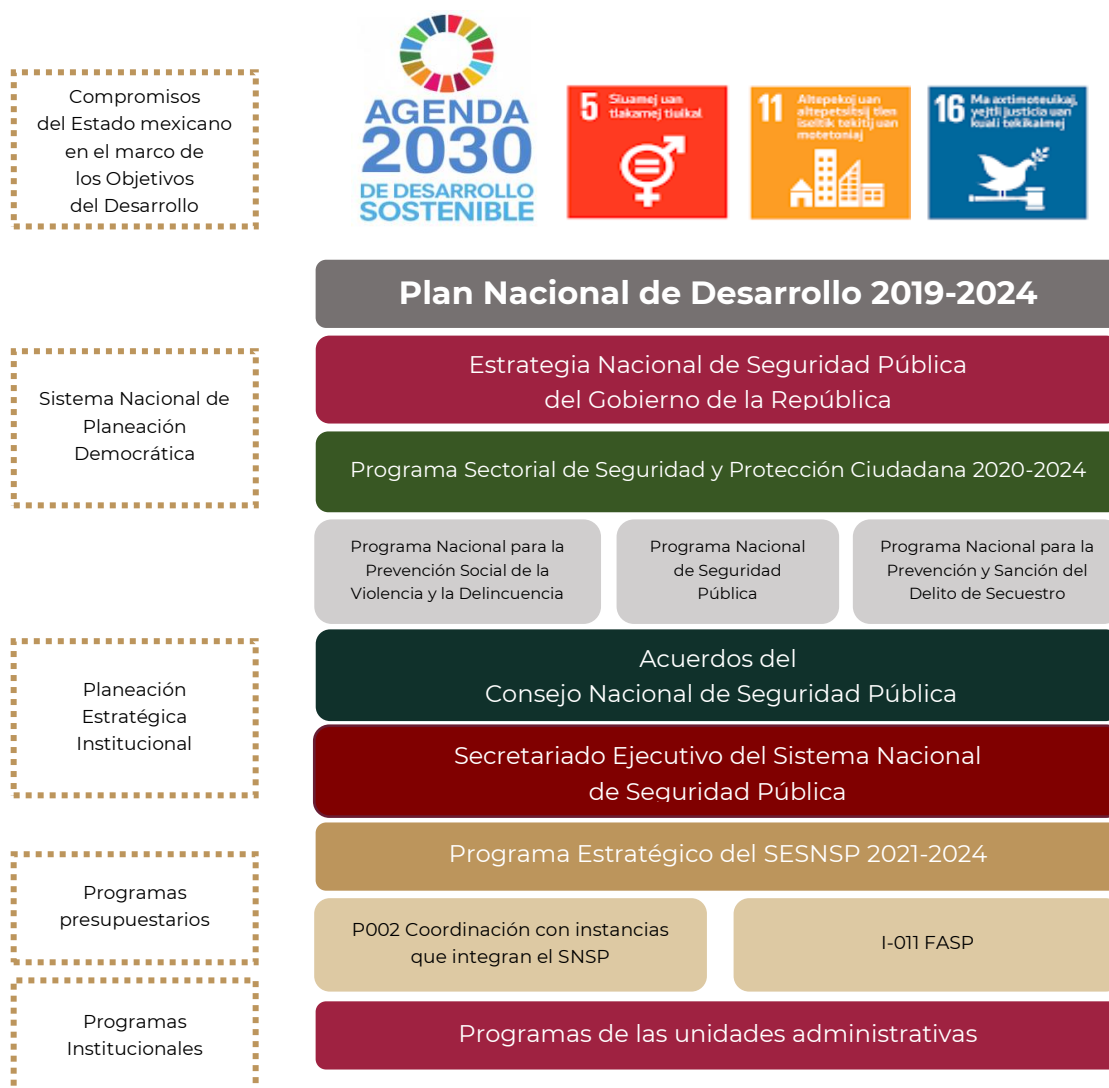 Compromisos
del Estado mexicano
en el marco de
los Objetivos
del Desarrollo
AGENDA
2030
DE DESARROLLO
SOSTENIBLE
5 Siuamej uan
tlakamej tiuikal
11 Altepekoj uan
altepetsitsij tlen
iseltik tekitij uan
motetoniaj
16 Ma axtimoteuikaj,
yejtli justicia uan
kuali tekikalmej
Plan Nacional de Desarrollo 2019-2024
Sistema Nacional de
Planeación
Democrática
Estrategia Nacional de Seguridad Pública
del Gobierno de la República
Programa Sectorial de Seguridad y Protección Ciudadana 2020-2024
Programa Nacional para la
Prevención Social de la
Violencia y la Delincuencia
Programa Nacional
de Seguridad
Pública
Programa Nacional para la
Prevención y Sanción del
Delito de Secuestro
Planeación
Estratégica
Institucional
Acuerdos del
Consejo Nacional de Seguridad Pública
Secretariado Ejecutivo del Sistema Nacional
de Seguridad Pública
Programa Estratégico del SESNSP 2021-2024
Programas
presupuestarios
P002 Coordinación con instancias
que integran el SNSP
I-011 FASP
Programas
Institucionales
Programas de las unidades administrativas